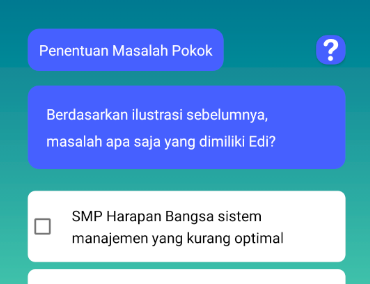 Penentuan Masalah Pokok
?
Berdasarkan ilustrasi sebelumnya,
masalah apa saja yang dimiliki Edi?
SMP Harapan Bangsa sistem
manajemen yang kurang optimal